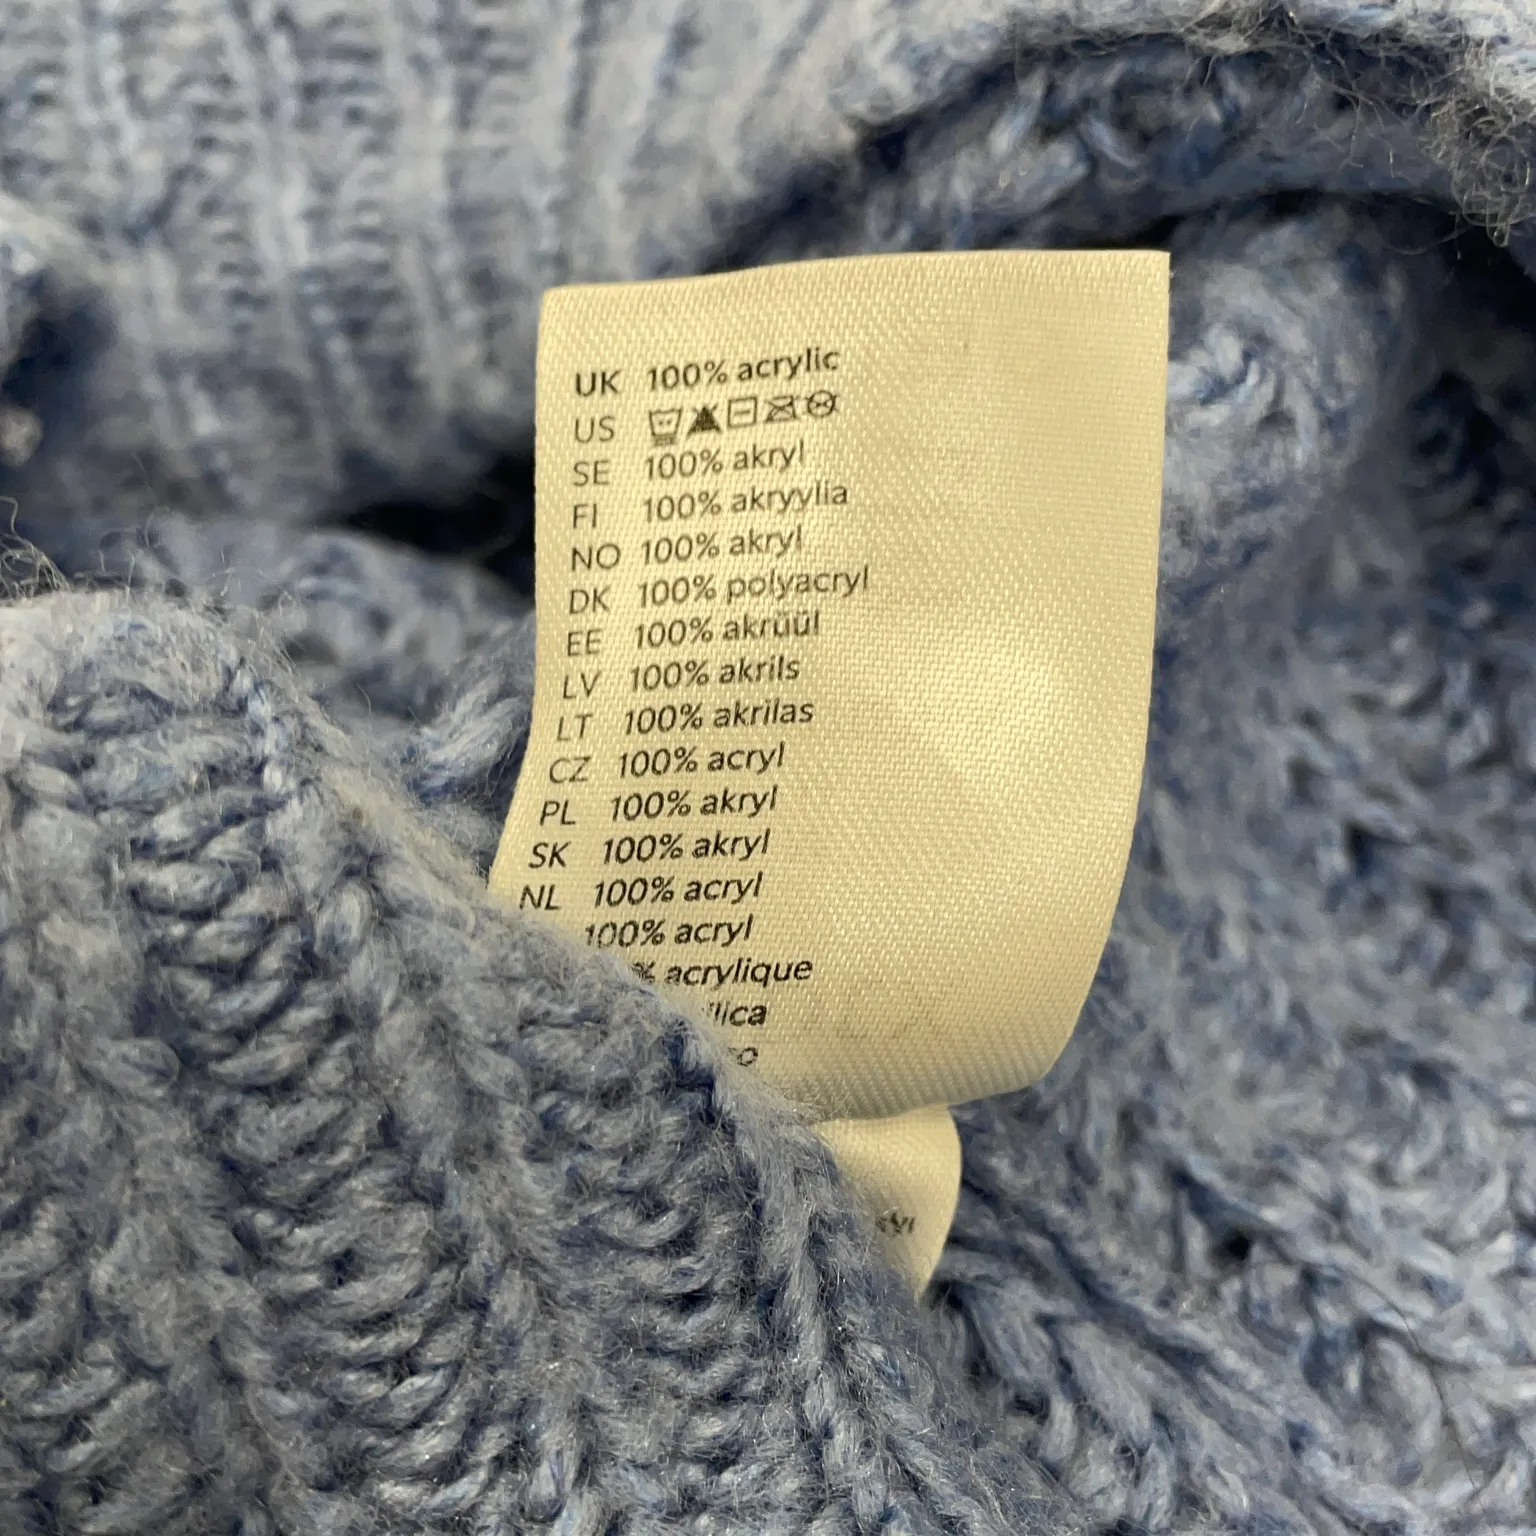 UK 100% acrylic
US
SE 100% akryl
FI 100% akryylia
NO 100% akryl
DK 100% polyacryl
EE 100% akrüül
LV 100% akrils
LT 100% akrilas
CZ 100% acryl
PL 100% akryl
SK 100% akryl
NL 100% acryl
100% acryl
% acrylique